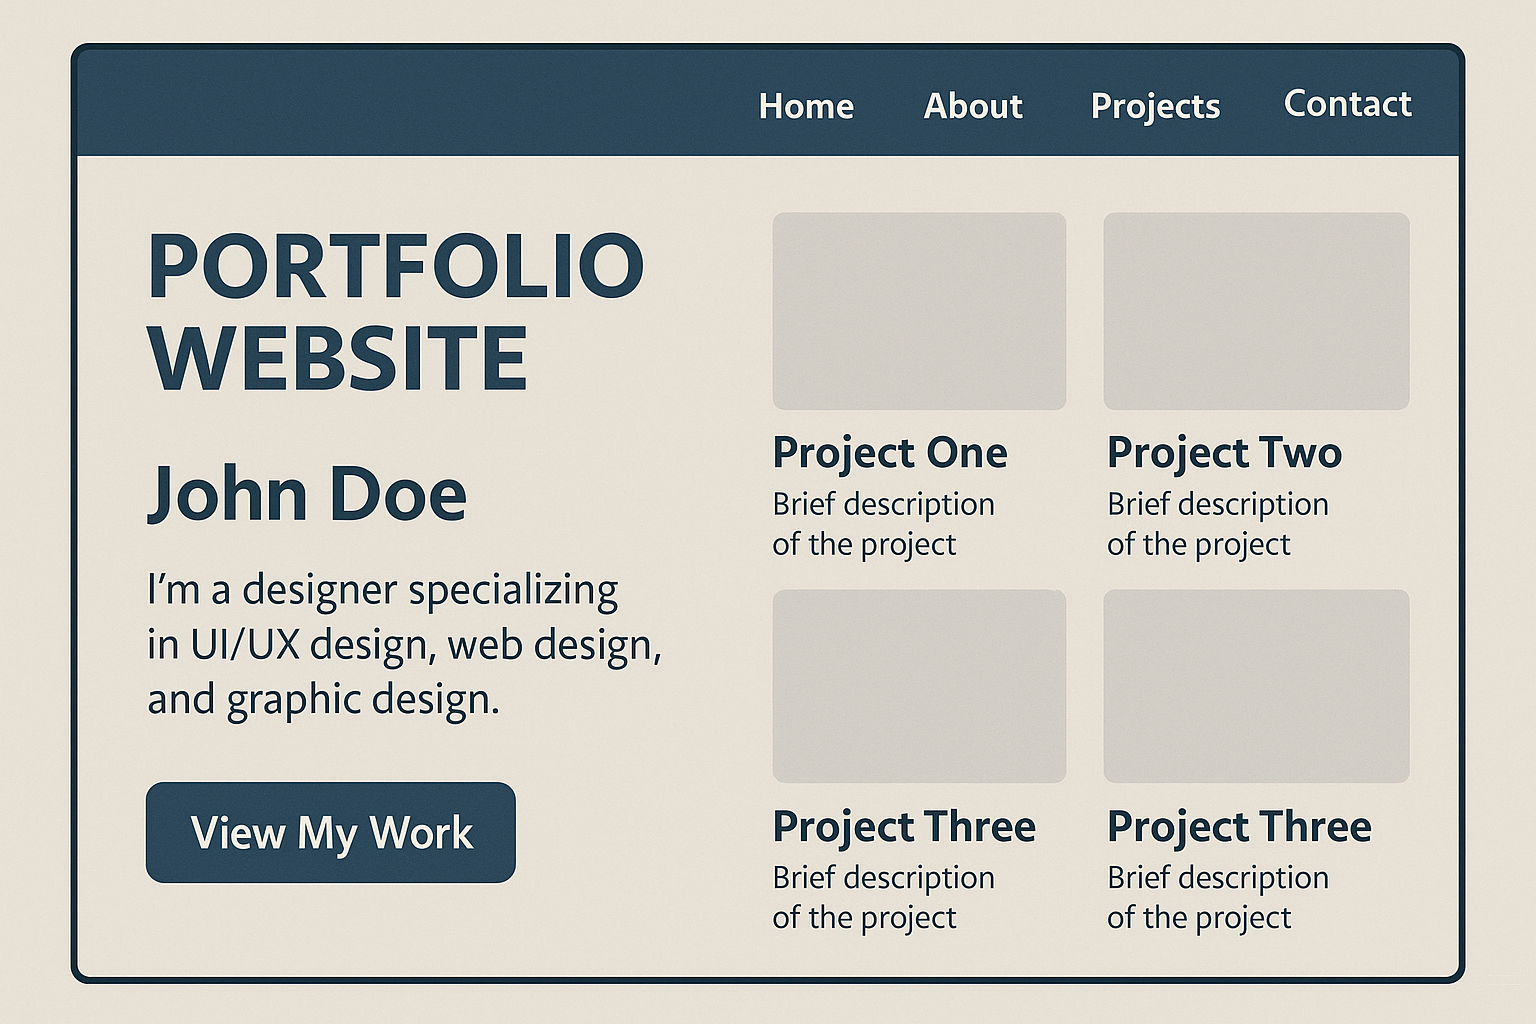 Home About Projects Contact
PORTFOLIO
WEBSITE
John Doe
I'm a designer specializing
in UI/UX design, web design,
and graphic design.
View My Work
Project One
Brief description
of the project
Project Two
Brief description
of the project
Project Three
Brief description
of the project
Project Three
Brief description
of the project